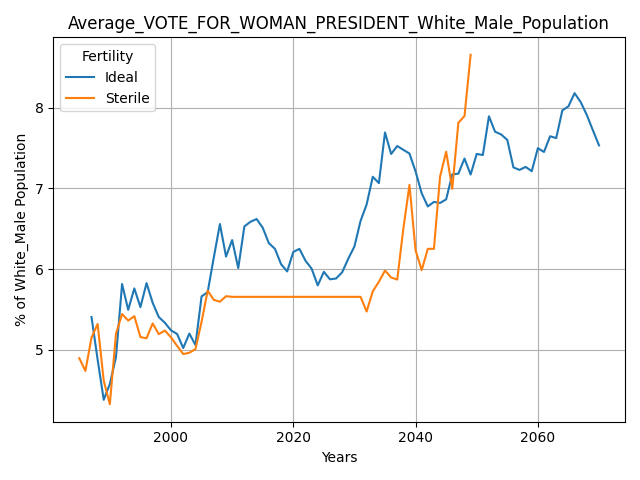 Average_VOTE_FOR_WOMAN_PRESIDENT_White_Male_Population
Fertility
Ideal
Sterile
8
7
6
5
% of White_Male Population
2000
2020
2040
2060
Years